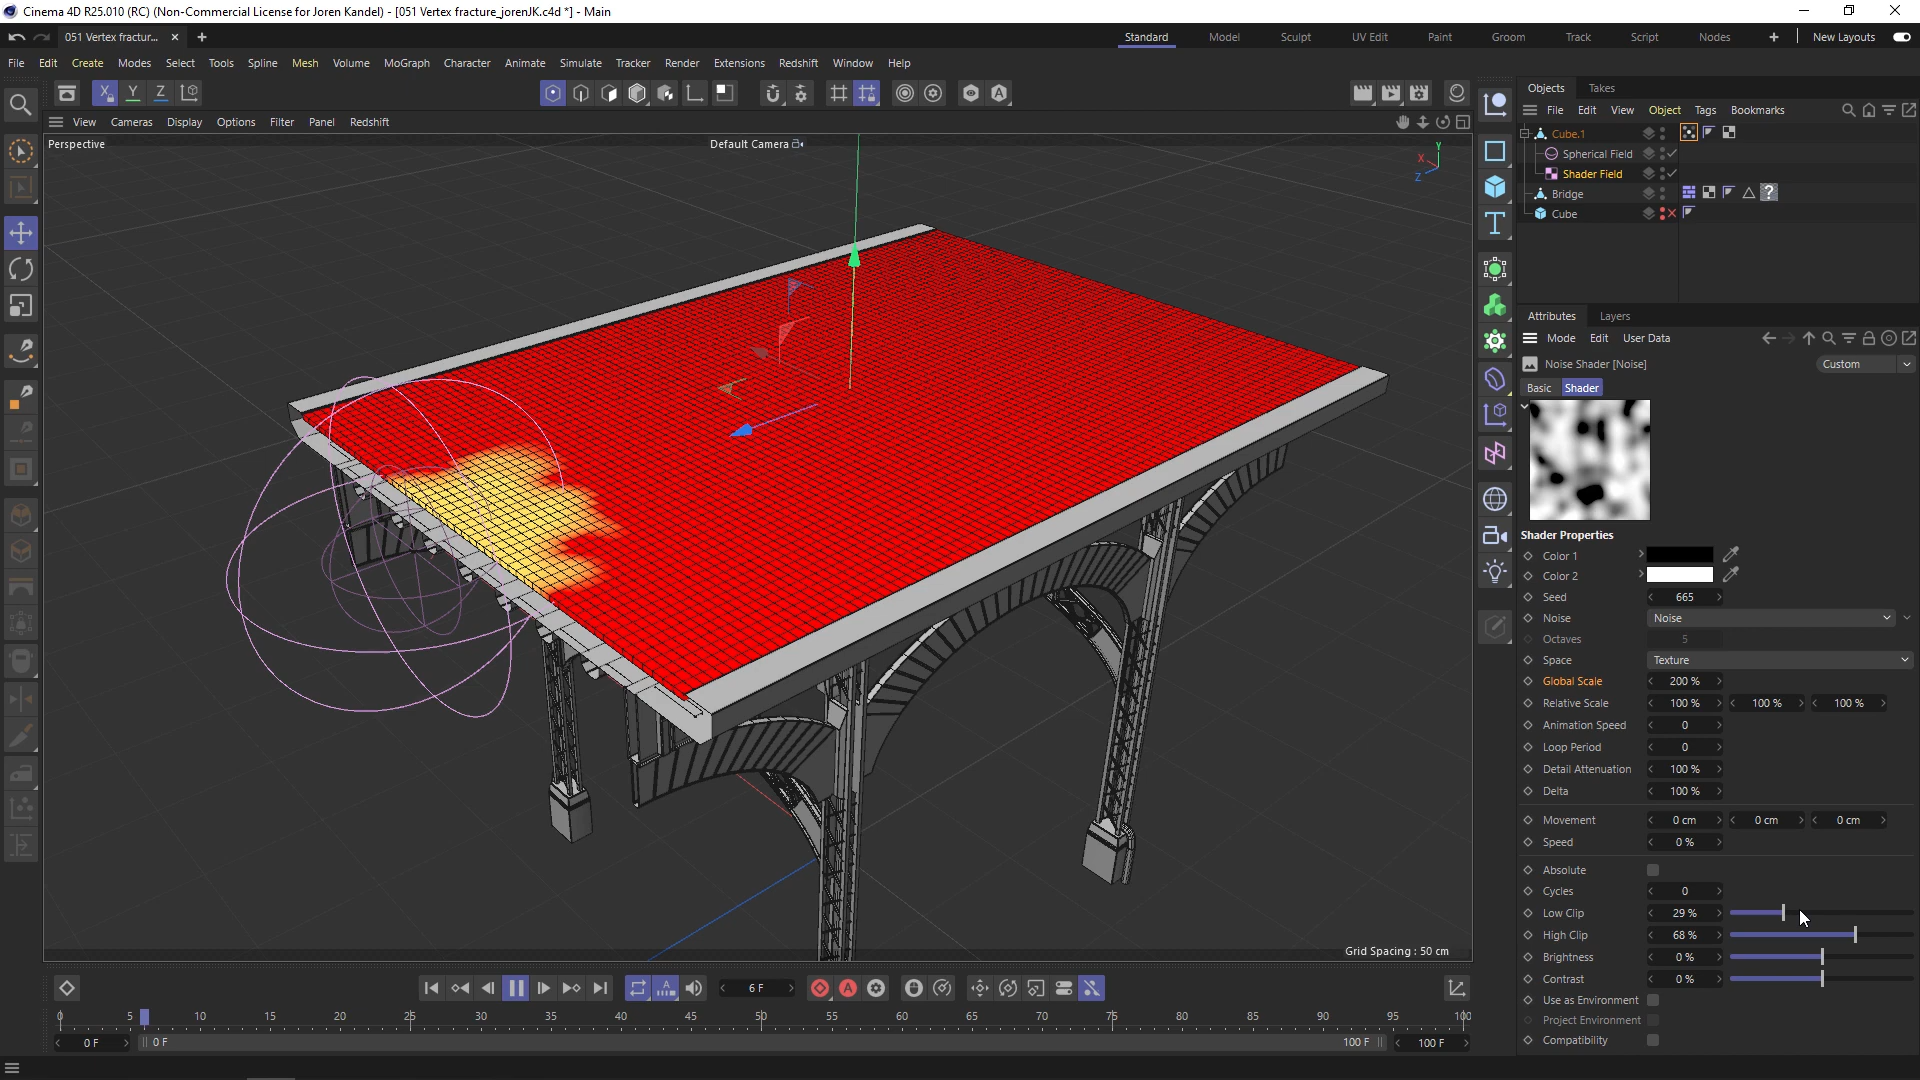 Cinema 4D R25.010 (RC) (Non-Commercial License for Joren Kandel) - [051 Vertex fracture_jorenJK.c4d *] - Main
051 Vertex fractur...
Standard Model Sculpt UV Edit Paint Groom Track Script Nodes New Layouts
File Edit Create Modes Select Tools Spline Mesh Volume MoGraph Character Animate Simulate Tracker Render Extensions Redshift Window Help
X Y Z
View Cameras Display Options Filter Panel Redshift
Perspective
Default Camera
Y
X
Z
Grid Spacing : 50 cm
Objects Takes
File Edit View Object Tags Bookmarks
Cube.1
Spherical Field
Shader Field
Bridge
Cube
Attributes Layers
Mode Edit User Data
Noise Shader [Noise] Custom
Basic Shader
Shader Properties
Color 1
Color 2
Seed 665
Noise Noise
Octaves 5
Space Texture
Global Scale 200 %
Relative Scale 100 % 100 % 100 %
Animation Speed 0
Loop Period 0
Detail Attenuation 100 %
Delta 100 %
Movement 0 cm 0 cm 0 cm
Speed 0 %
Absolute
Cycles 0
Low Clip 29 %
High Clip 68 %
Brightness 0 %
Contrast 0 %
Use as Environment
Project Environment
Compatibility
6 F
0 5 10 15 20 25 30 35 40 45 50 55 60 65 70 75 80 85 90 95 100
0 F 0 F 100 F 100 F